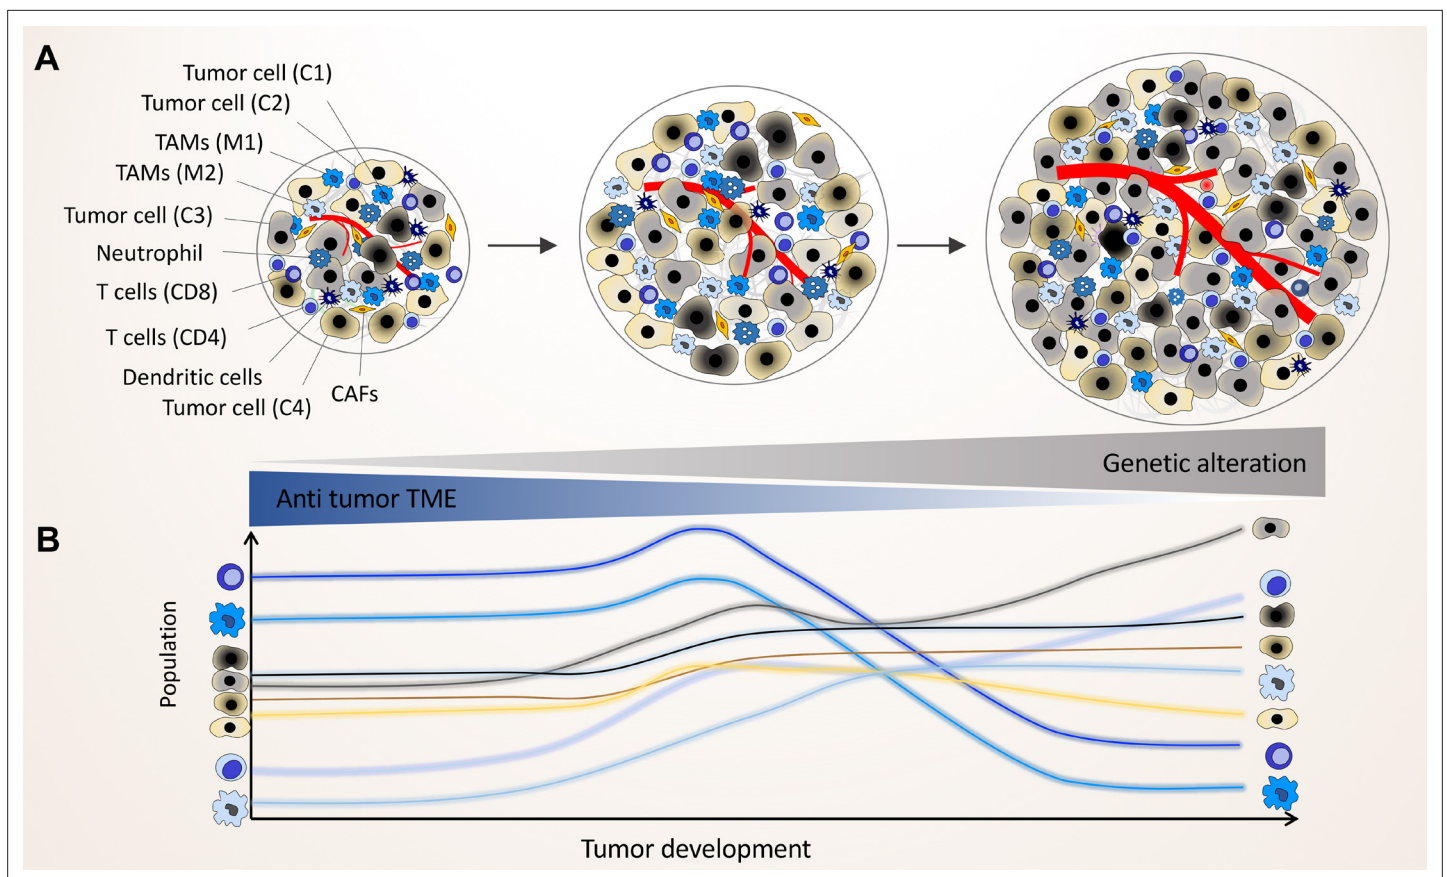 A
Tumor cell (C1)
Tumor cell (C2)
TAMs (M1)
TAMs (M2)
Tumor cell (C3)
Neutrophil
T cells (CD8)
T cells (CD4)
Dendritic cells
Tumor cell (C4)
CAFs
Genetic alteration
Anti tumor TME
B
Population
Tumor development